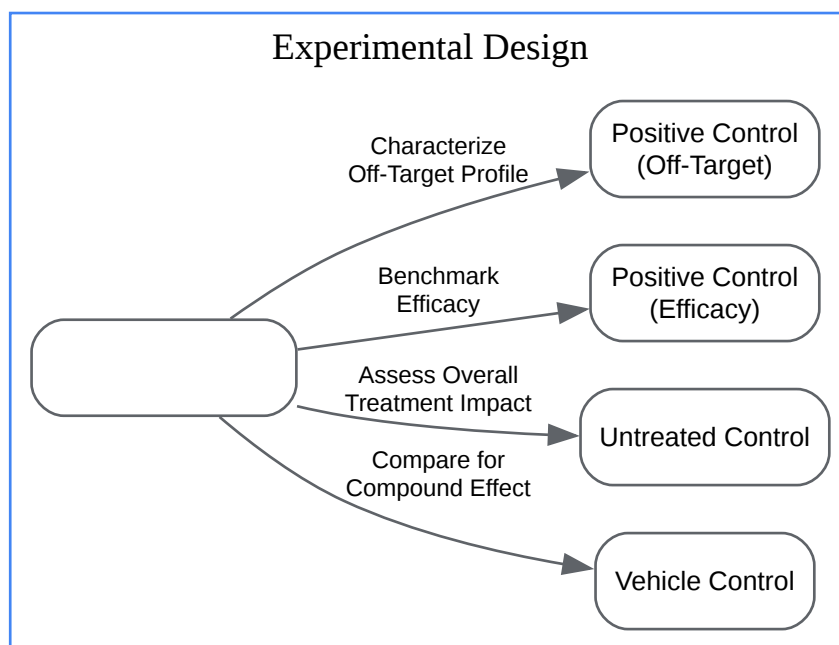 Experimental Design
Characterize
Off-Target Profile
Positive Control
(Off-Target)
Benchmark
Efficacy
Positive Control
(Efficacy)
Assess Overall
Treatment Impact
Untreated Control
Compare for
Compound Effect
Vehicle Control